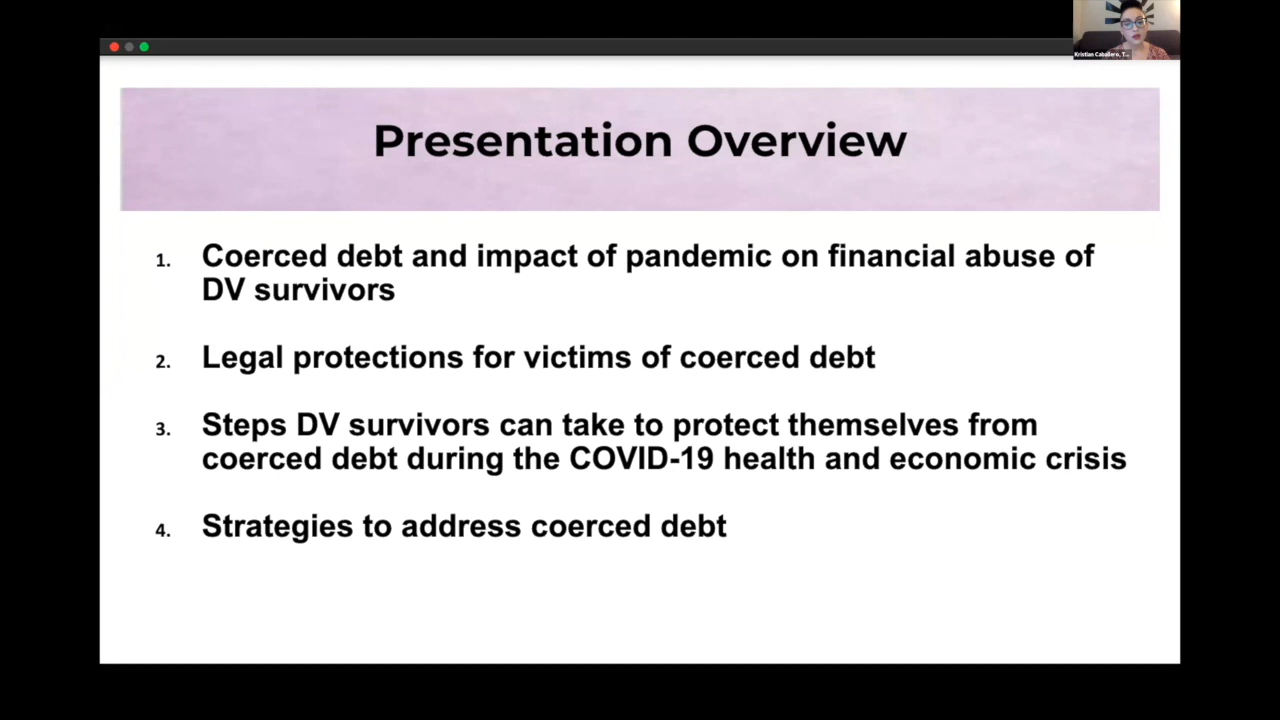 Kristian Caballero, T...
Presentation Overview
1. Coerced debt and impact of pandemic on financial abuse of
DV survivors
2. Legal protections for victims of coerced debt
3. Steps DV survivors can take to protect themselves from
coerced debt during the COVID-19 health and economic crisis
4. Strategies to address coerced debt